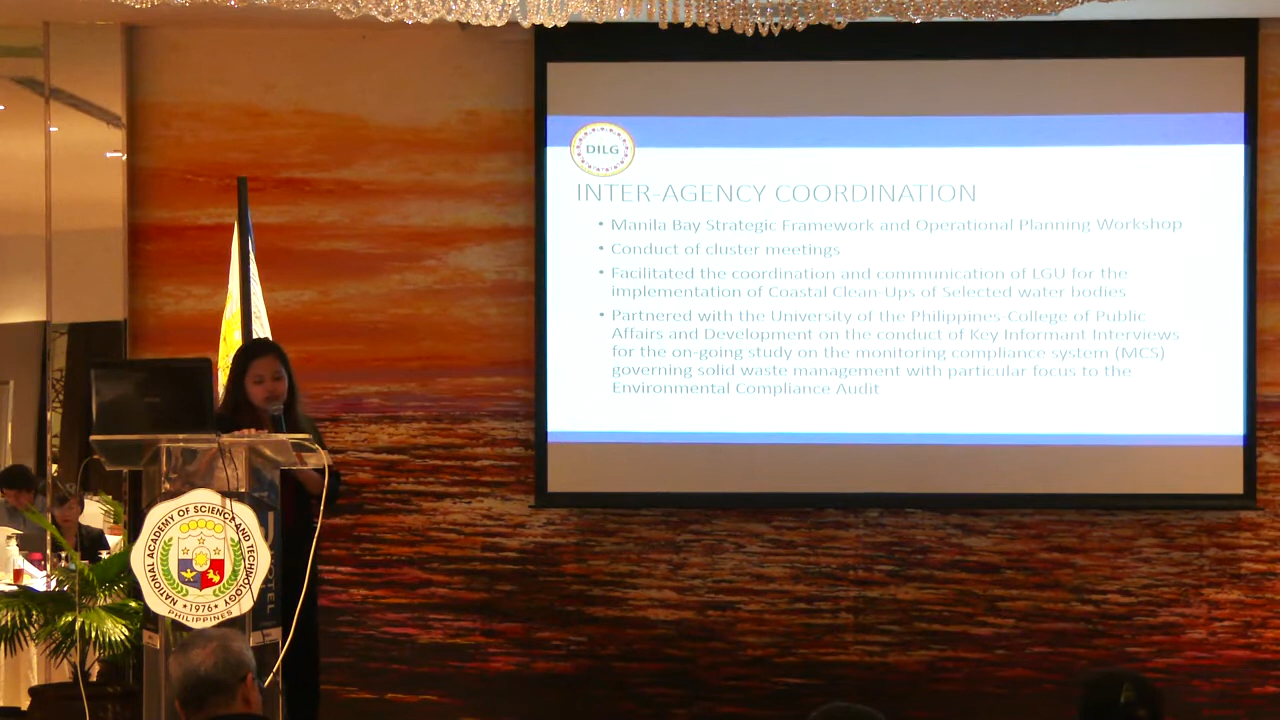 DILG
INTER-AGENCY COORDINATION
• Manila Bay Strategic Framework and Operational Planning Workshop
• Conduct of cluster meetings
• Facilitated the coordination and communication of LGU for the
implementation of Coastal Clean-Ups of Selected water bodies
• Partnered with the University of the Philippines-College of Public
Affairs and Development on the conduct of Key Informant Interviews
for the on-going study on the monitoring compliance system (MCS)
governing solid waste management with particular focus to the
Environmental Compliance Audit
NATIONAL ACADEMY OF SCIENCE AND TECHNOLOGY
1976
PHILIPPINES
HOTEL